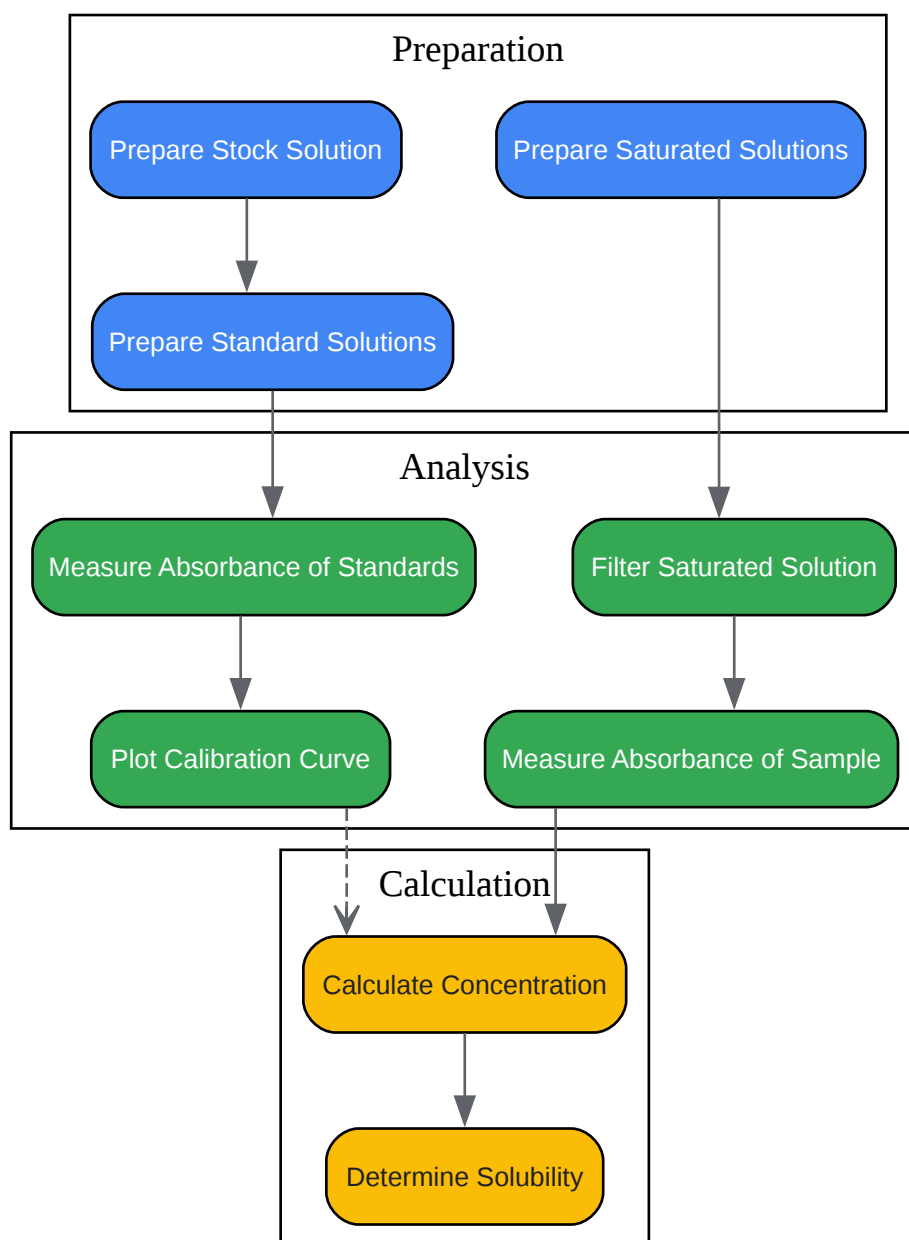 Preparation
Prepare Stock Solution
Prepare Saturated Solutions
Prepare Standard Solutions
Analysis
Measure Absorbance of Standards
Filter Saturated Solution
Plot Calibration Curve
Measure Absorbance of Sample
Calculation
Calculate Concentration
Determine Solubility